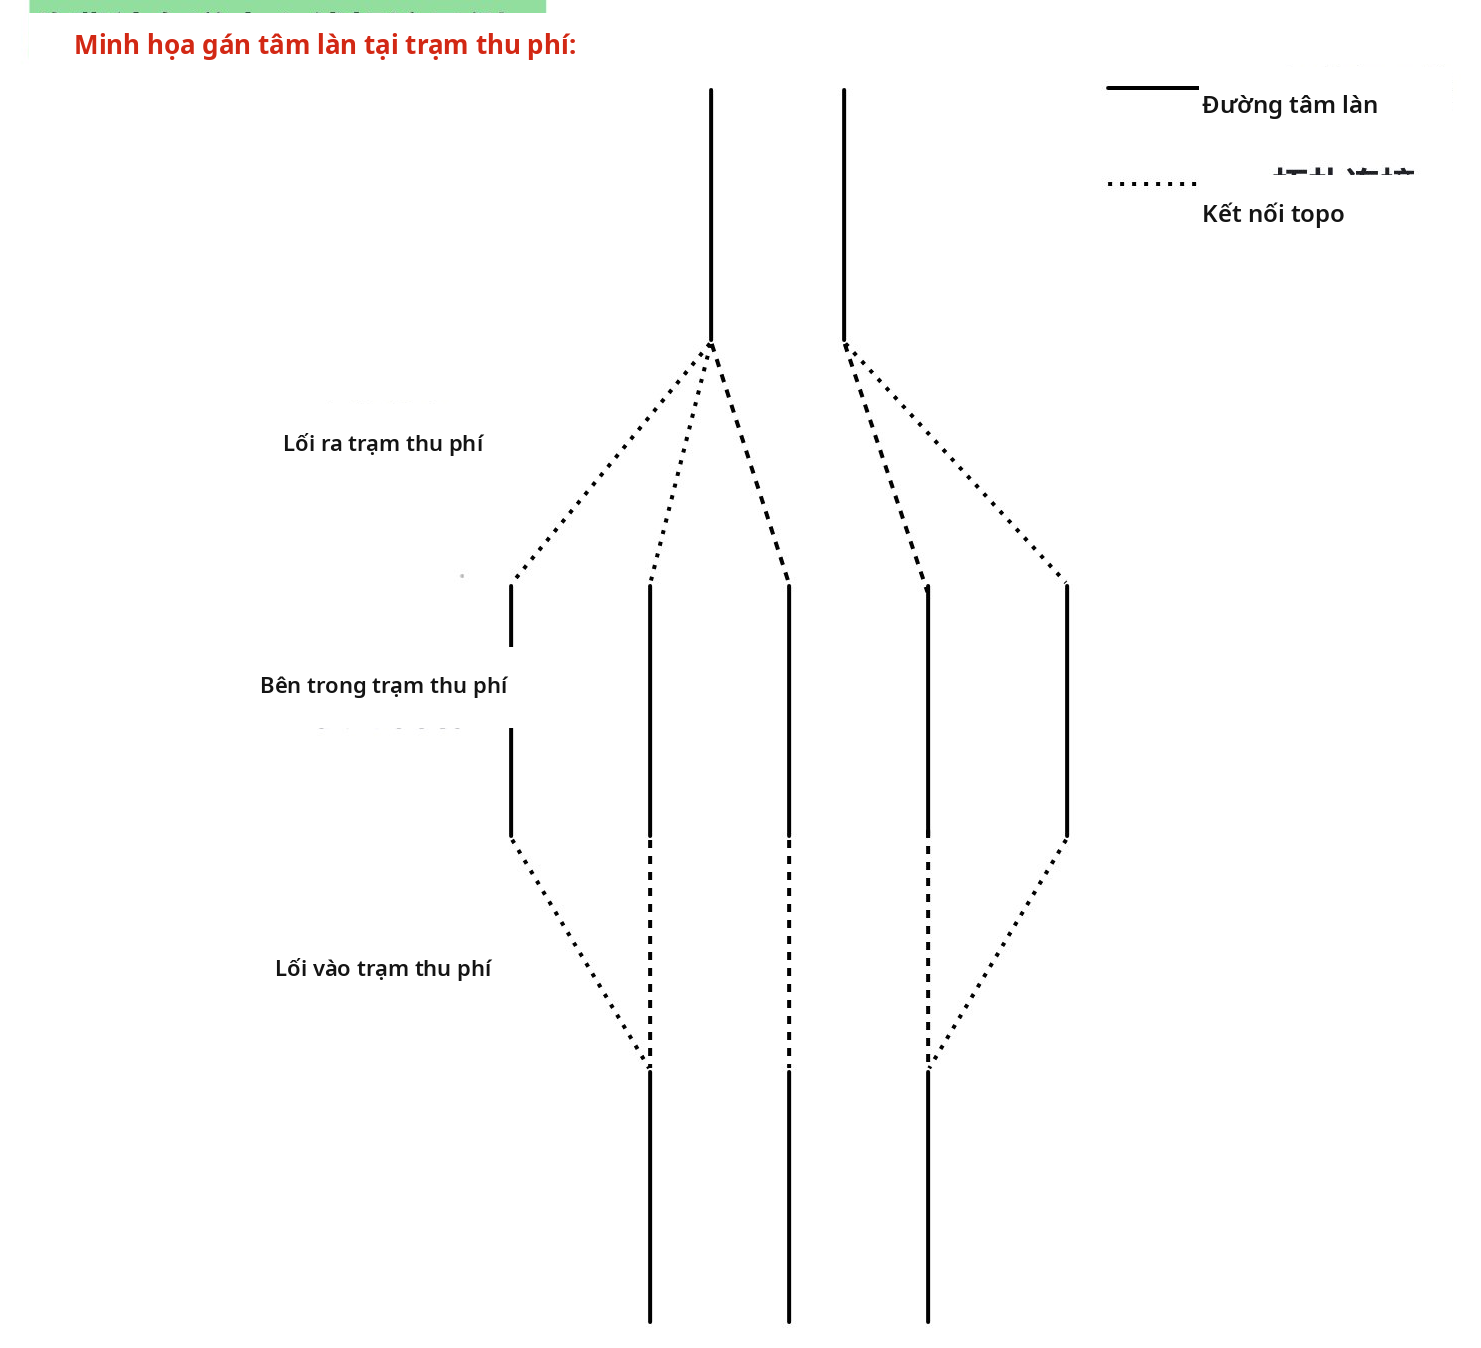 Minh họa gán tâm làn tại trạm thu phí:
Đường tâm làn
Kết nối topo
Lối ra trạm thu phí
Bên trong trạm thu phí
Lối vào trạm thu phí